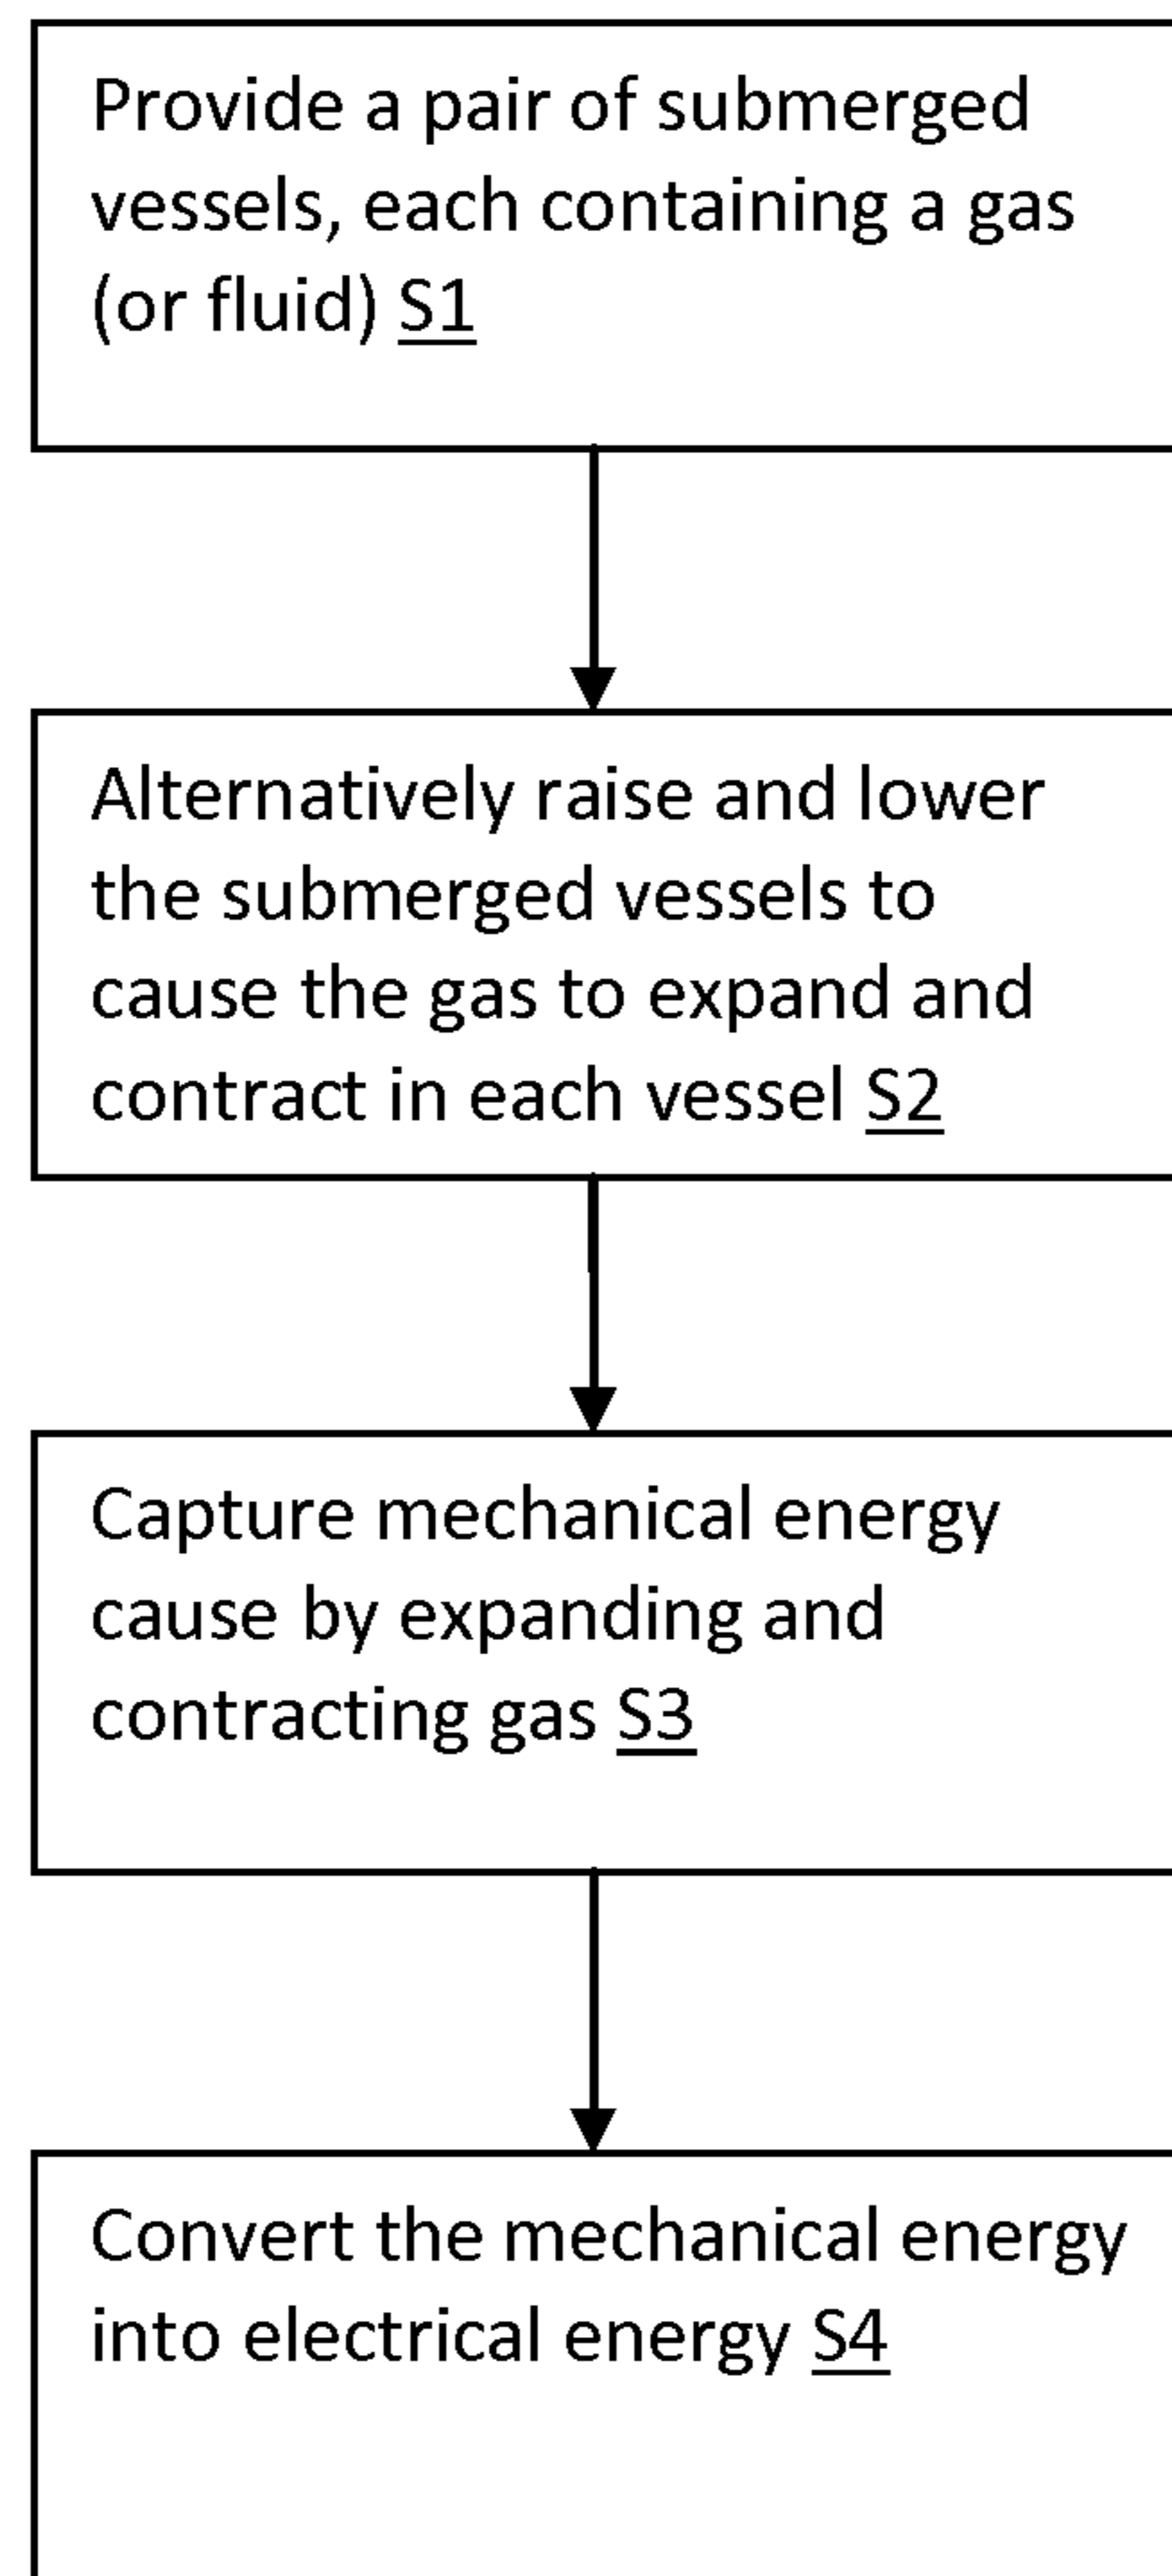 Provide a pair of submerged
vessels, each containing a gas
(or fluid) S1
Alternatively raise and lower
the submerged vessels to
cause the gas to expand and
contract in each vessel S2
Capture mechanical energy
cause by expanding and
contracting gas S3
Convert the mechanical energy
into electrical energy S4